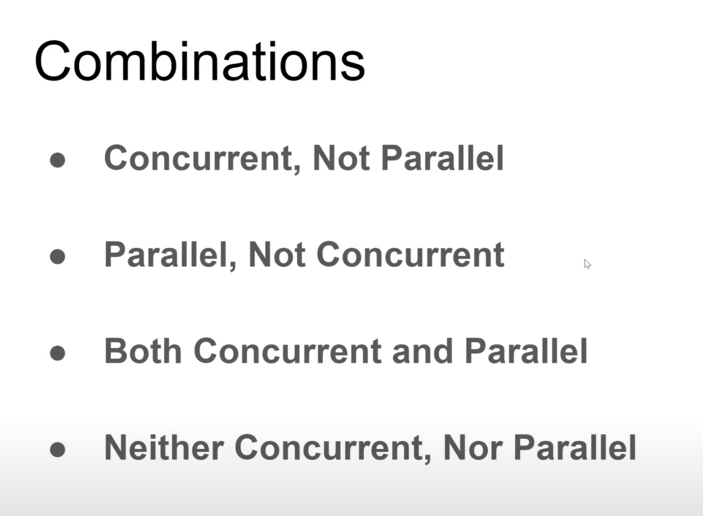 Combinations
● Concurrent, Not Parallel
● Parallel, Not Concurrent
● Both Concurrent and Parallel
● Neither Concurrent, Nor Parallel